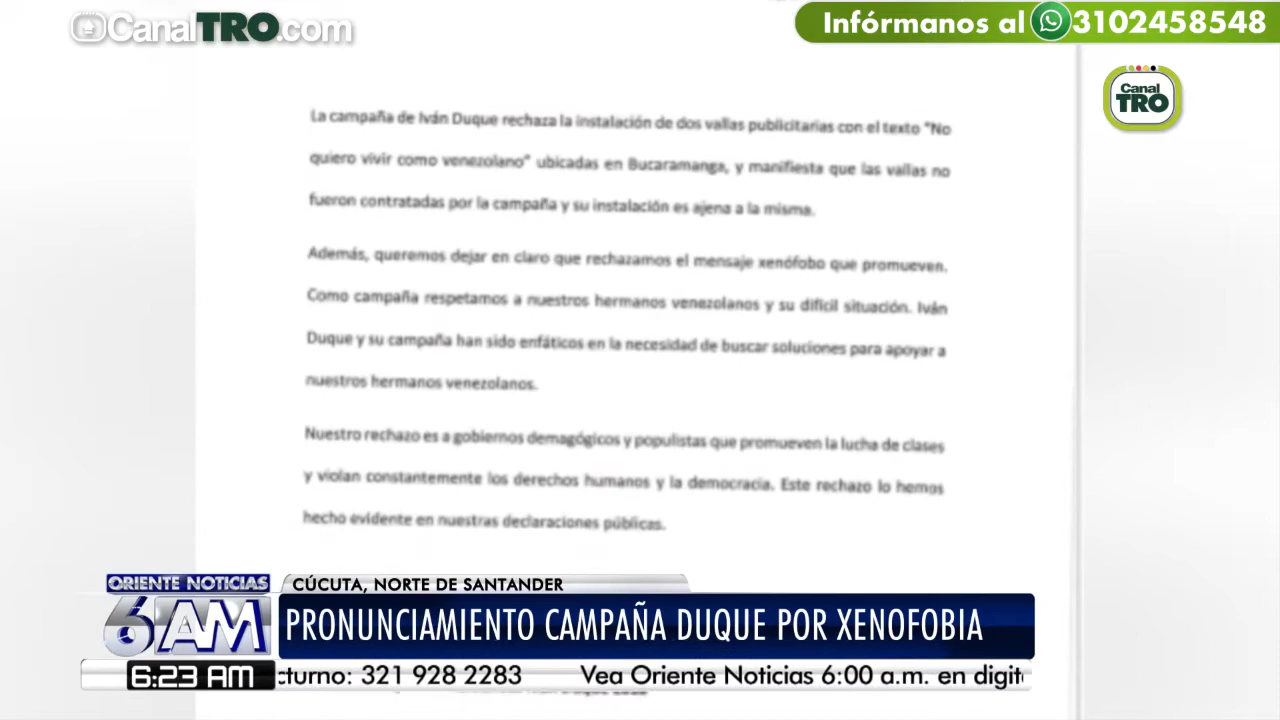 CanalTRO.com
Infórmanos al 3102458548
Canal
TRO
La campaña de Iván Duque rechaza la instalación de dos vallas publicitarias con el texto "No
quiero vivir como venezolano" ubicadas en Bucaramanga, y manifiesta que las vallas no
fueron contratadas por la campaña y su instalación es ajena a la misma.
Además, queremos dejar en claro que rechazamos el mensaje xenófobo que promueven.
Como campaña respetamos a nuestros hermanos venezolanos y su difícil situación. Iván
Duque y su campaña han sido enfáticos en la necesidad de buscar soluciones para apoyar a
nuestros hermanos venezolanos.
Nuestro rechazo es a gobiernos demagógicos y populistas que promueven la lucha de clases
y violan constantemente los derechos humanos y la democracia. Este rechazo lo hemos
hecho evidente en nuestras declaraciones públicas.
ORIENTE NOTICIAS
6AM
CÚCUTA, NORTE DE SANTANDER
PRONUNCIAMIENTO CAMPAÑA DUQUE POR XENOFOBIA
6:23 AM
cturno: 321 928 2283 Vea Oriente Noticias 6:00 a.m. en digit